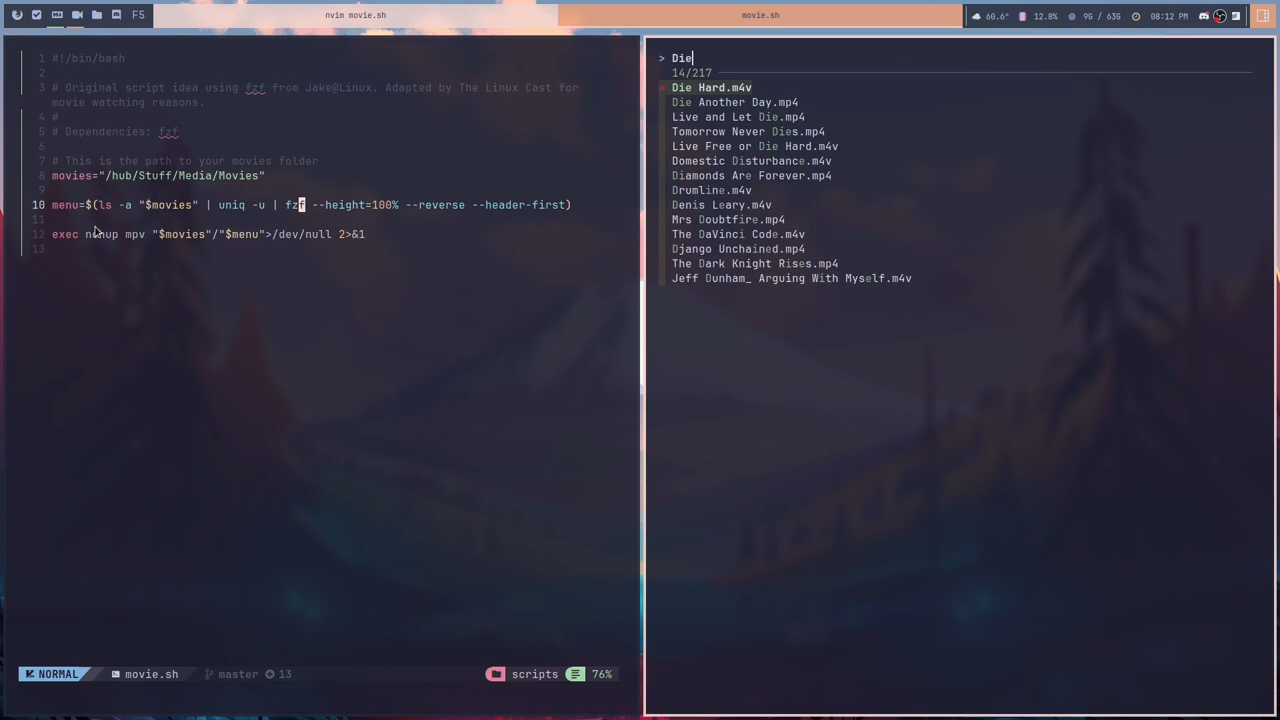 F5
nvim movie.sh
movie.sh
60.6°
12.8%
9G / 63G
08:12 PM
1 #!/bin/bash
2
3 # Original script idea using fzf from Jake@Linux. Adapted by The Linux Cast for
movie watching reasons.
4 #
5 # Dependencies: fzf
6
7 # This is the path to your movies folder
8 movies="/hub/Stuff/Media/Movies"
9
10 menu=$(ls -a "$movies" | uniq -u | fzf --height=100% --reverse --header-first)
11
12 exec nohup mpv "$movies"/"$menu">/dev/null 2>&1
13
NORMAL
movie.sh
master
13
scripts
76%
> Die
14/217
Die Hard.m4v
Die Another Day.mp4
Live and Let Die.mp4
Tomorrow Never Dies.mp4
Live Free or Die Hard.m4v
Domestic Disturbance.m4v
Diamonds Are Forever.mp4
Drumline.m4v
Denis Leary.m4v
Mrs Doubtfire.mp4
The DaVinci Code.m4v
Django Unchained.mp4
The Dark Knight Rises.mp4
Jeff Dunham_ Arguing With Myself.m4v